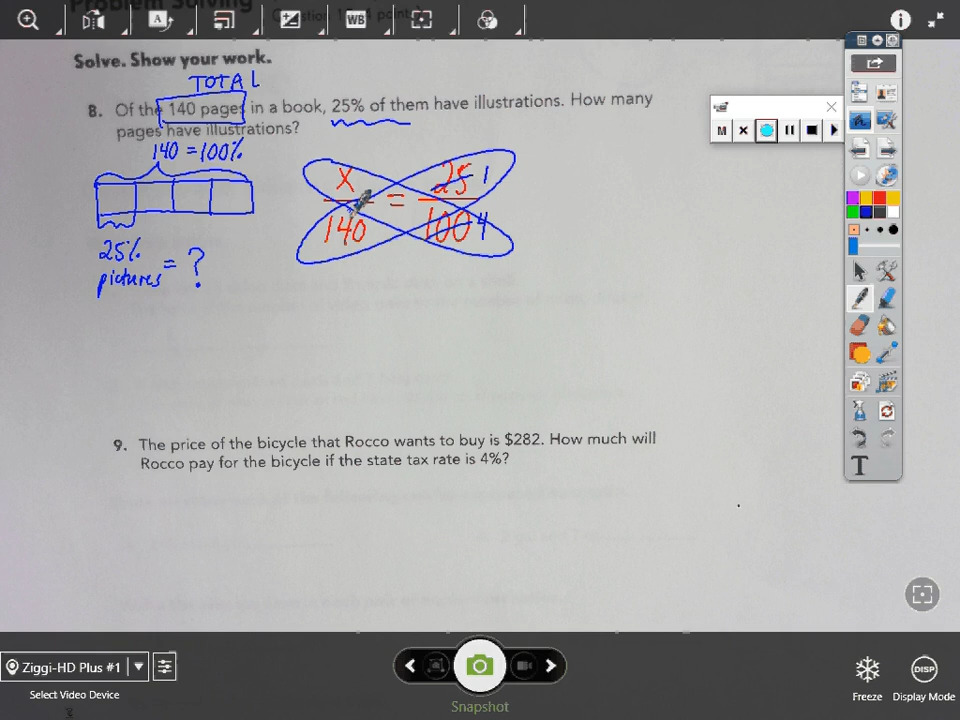 Problem Solving
WB
Solve. Show your work.
TOTAL
8. Of the 140 pages in a book, 25% of them have illustrations. How many
pages have illustrations?
140 = 100%
X = 25 1
140 100 4
25%
pictures = ?
M
9. The price of the bicycle that Rocco wants to buy is $282. How much will
Rocco pay for the bicycle if the state tax rate is 4%?
T
Ziggi-HD Plus #1
Select Video Device
Snapshot
Freeze
DISP
Display Mode